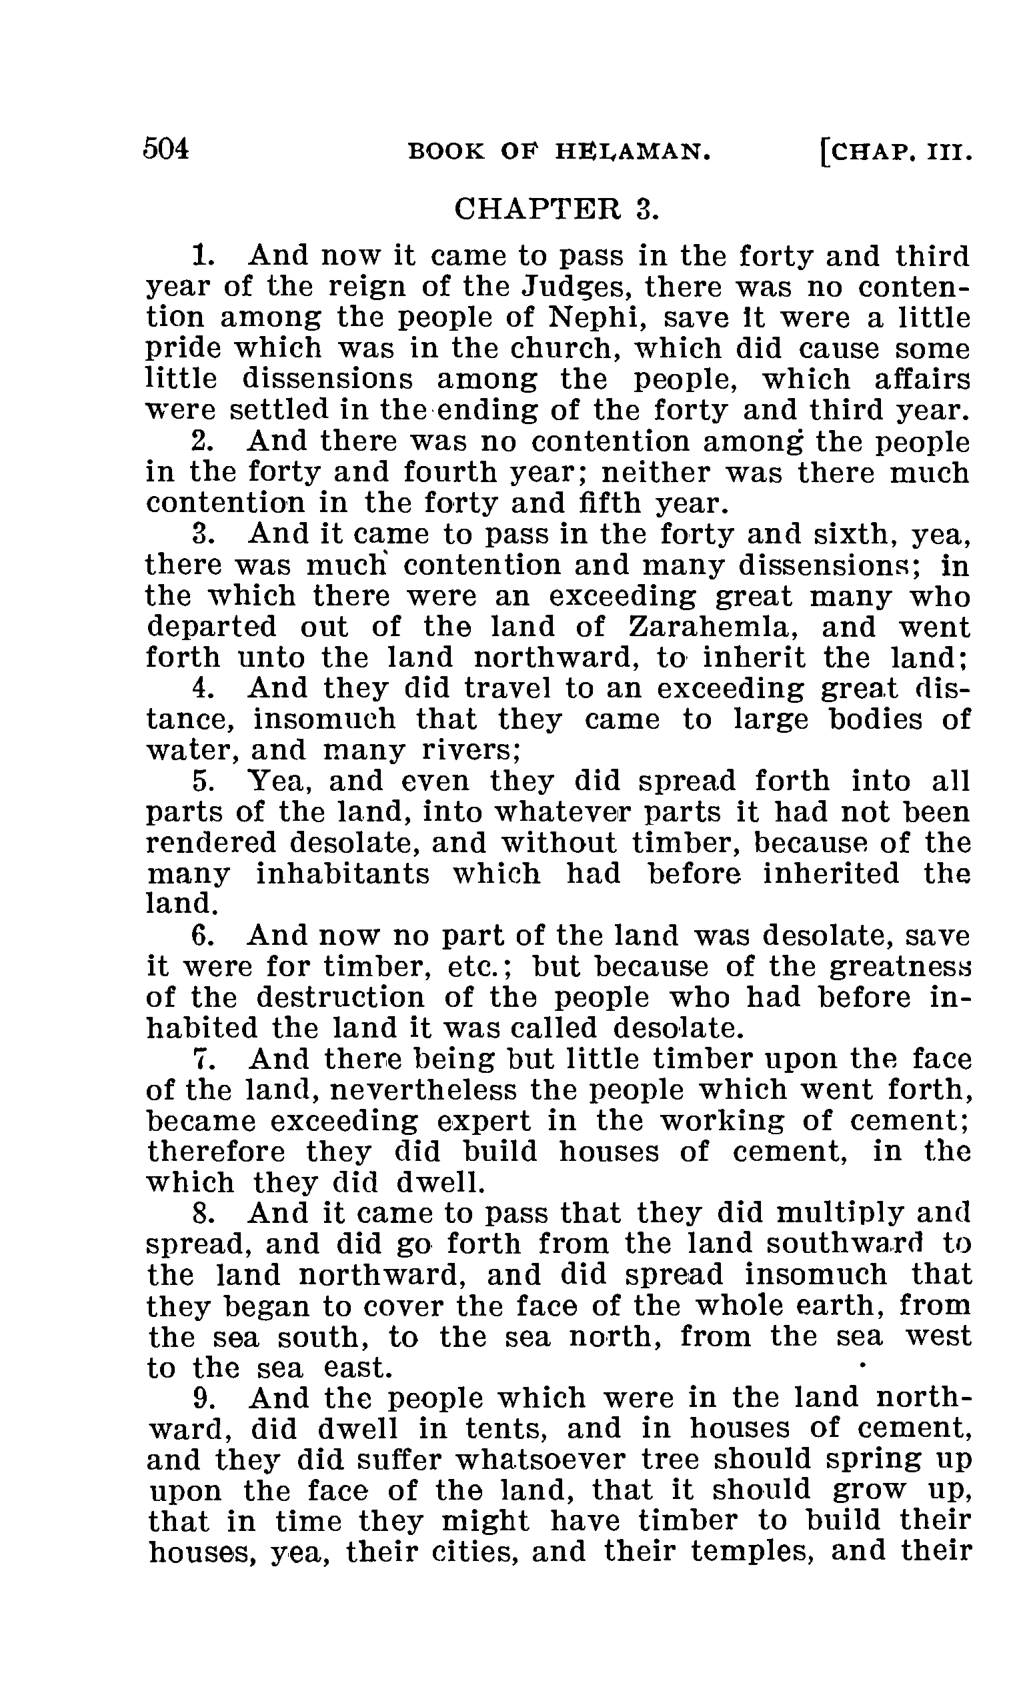 504 BOOK OF HELAMAN. [CHAP. III.
CHAPTER 3.
1. And now it came to pass in the forty and third
year of the reign of the Judges, there was no conten-
tion among the people of Nephi, save it were a little
pride which was in the church, which did cause some
little dissensions among the people, which affairs
were settled in the ending of the forty and third year.
2. And there was no contention among the people
in the forty and fourth year; neither was there much
contention in the forty and fifth year.
3. And it came to pass in the forty and sixth, yea,
there was much contention and many dissensions; in
the which there were an exceeding great many who
departed out of the land of Zarahemla, and went
forth unto the land northward, to inherit the land;
4. And they did travel to an exceeding great dis-
tance, insomuch that they came to large bodies of
water, and many rivers;
5. Yea, and even they did spread forth into all
parts of the land, into whatever parts it had not been
rendered desolate, and without timber, because of the
many inhabitants which had before inherited the
land.
6. And now no part of the land was desolate, save
it were for timber, etc.; but because of the greatness
of the destruction of the people who had before in-
habited the land it was called desolate.
7. And there being but little timber upon the face
of the land, nevertheless the people which went forth,
became exceeding expert in the working of cement;
therefore they did build houses of cement, in the
which they did dwell.
8. And it came to pass that they did multiply and
spread, and did go forth from the land southward to
the land northward, and did spread insomuch that
they began to cover the face of the whole earth, from
the sea south, to the sea north, from the sea west
to the sea east.
9. And the people which were in the land north-
ward, did dwell in tents, and in houses of cement,
and they did suffer whatsoever tree should spring up
upon the face of the land, that it should grow up,
that in time they might have timber to build their
houses, yea, their cities, and their temples, and their